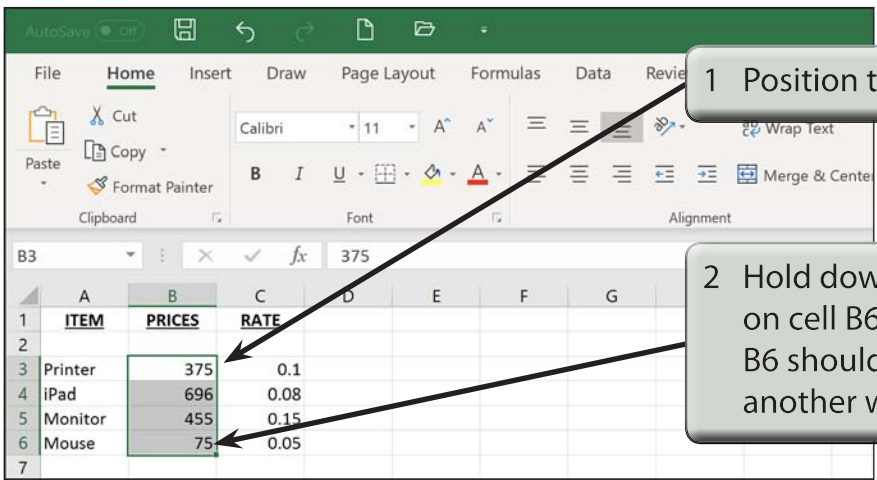 AutoSave Off
File Home Insert Draw Page Layout Formulas Data Revie
Cut
Copy
Format Painter
Paste
Clipboard
Calibri 11 A^ A˅
B I U A
Font
Wrap Text
Merge & Center
Alignment
B3 fx 375
A B C D E F G
1 ITEM PRICES RATE
2
3 Printer 375 0.1
4 iPad 696 0.08
5 Monitor 455 0.15
6 Mouse 75 0.05
7
1 Position t
2 Hold dow
on cell B6
B6 should
another w